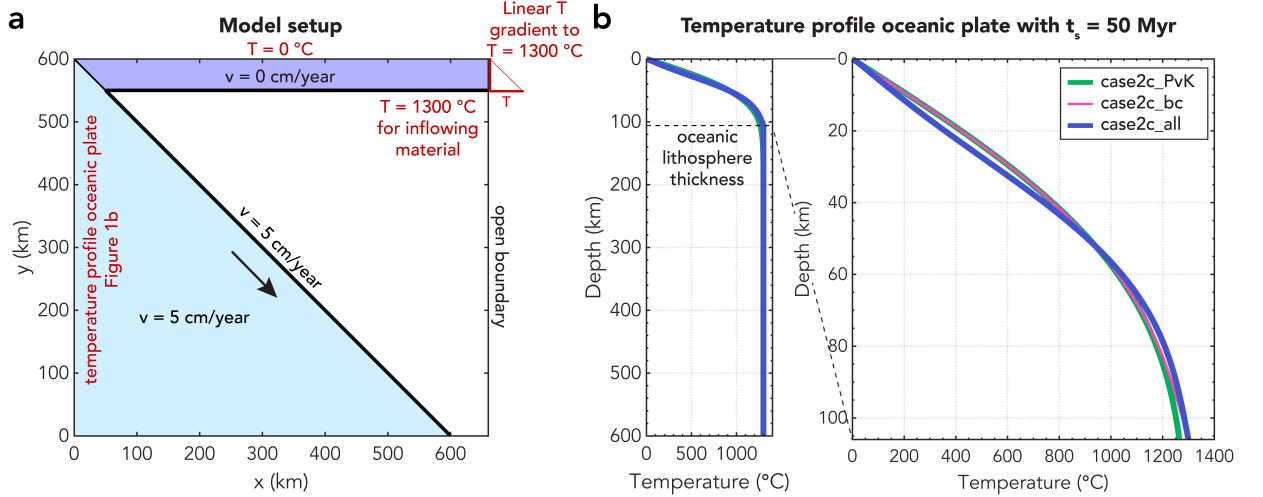 a
Model setup
Linear T
gradient to
T = 1300 °C
T = 0 °C
v = 0 cm/year
T
T = 1300 °C
for inflowing
material
temperature profile oceanic plate
Figure 1b
v = 5 cm/year
v = 5 cm/year
open boundary
y (km)
600
500
400
300
200
100
0
0 100 200 300 400 500 600
x (km)
b
Temperature profile oceanic plate with ts = 50 Myr
Depth (km)
0
100
200
300
400
500
600
oceanic
lithosphere
thickness
0 500 1000
Temperature (°C)
Depth (km)
0
20
40
60
80
100
case2c_PvK
case2c_bc
case2c_all
0 200 400 600 800 1000 1200 1400
Temperature (°C)